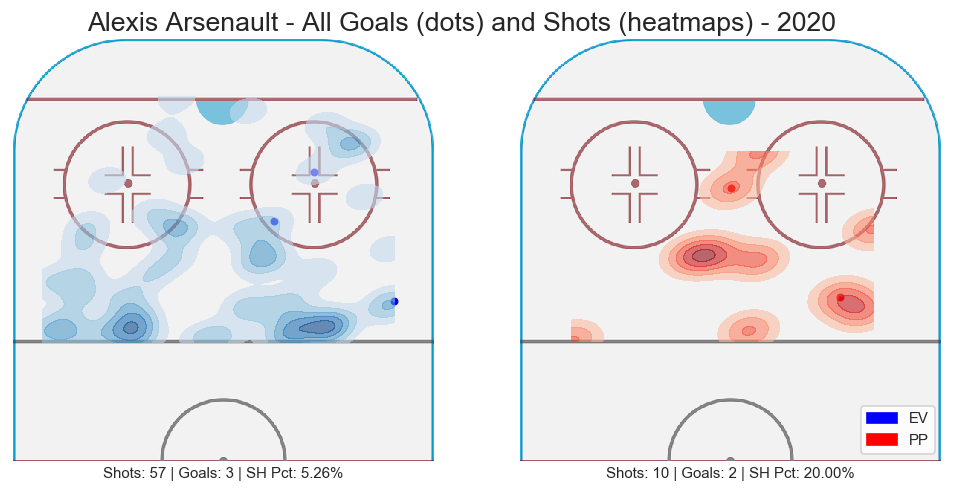 Alexis Arsenault - All Goals (dots) and Shots (heatmaps) - 2020
EV
PP
Shots: 57 | Goals: 3 | SH Pct: 5.26%
Shots: 10 | Goals: 2 | SH Pct: 20.00%